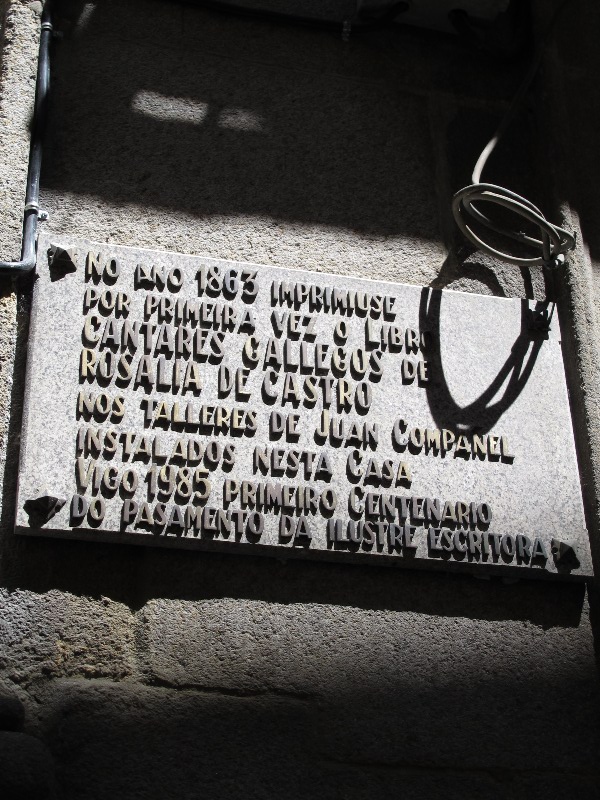 NO ANO 1863 IMPRIMIUSE
POR PRIMEIRA VEZ O LIBRO
CANTARES GALLEGOS DE
ROSALIA DE CASTRO
NOS TALLERES DE JUAN COMPANEL
INSTALADOS NESTA CASA
VIGO 1985 PRIMEIRO CENTENARIO
DO PASAMENTO DA ILUSTRE ESCRITORA